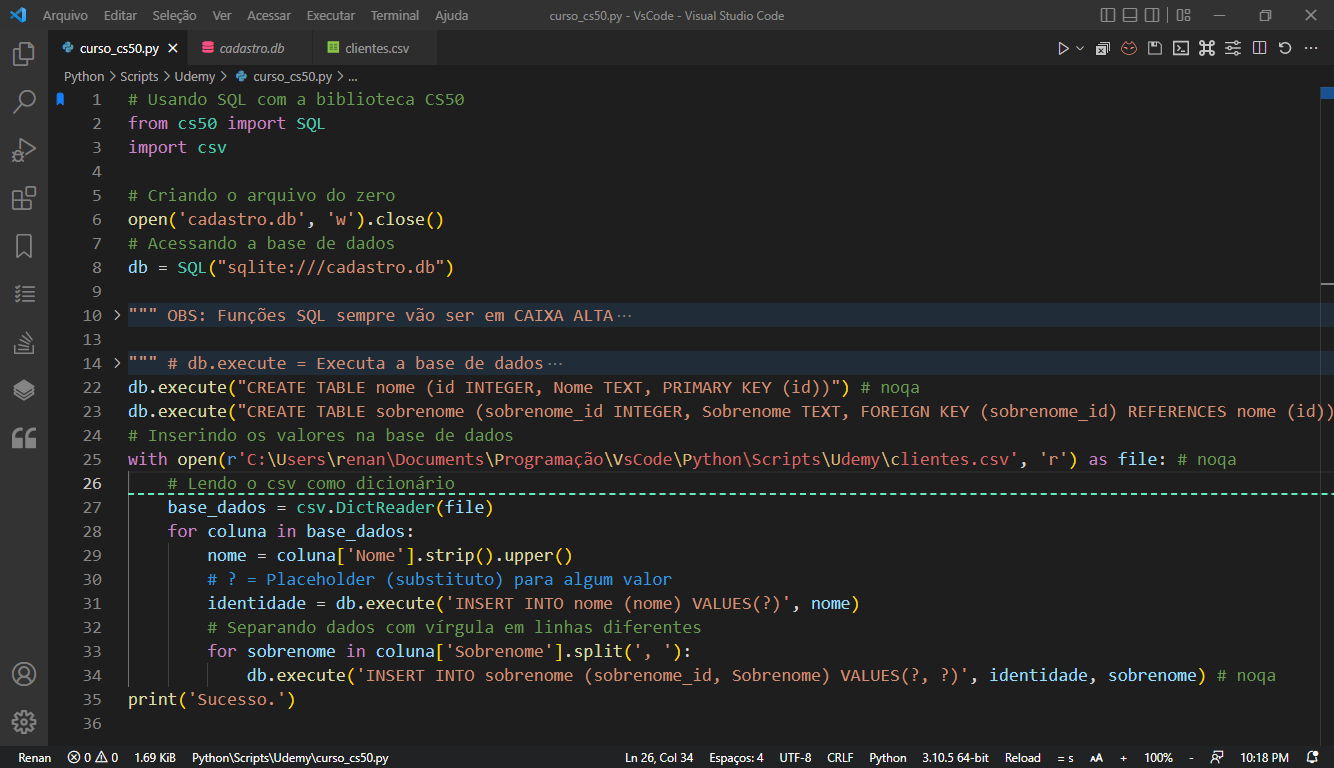 Arquivo Editar Seleção Ver Acessar Executar Terminal Ajuda curso_cs50.py - VsCode - Visual Studio Code
curso_cs50.py cadastro.db clientes.csv
Python > Scripts > Udemy > curso_cs50.py > ...
1 # Usando SQL com a biblioteca CS50
2 from cs50 import SQL
3 import csv
4
5 # Criando o arquivo do zero
6 open('cadastro.db', 'w').close()
7 # Acessando a base de dados
8 db = SQL("sqlite:///cadastro.db")
9
10 > """ OBS: Funções SQL sempre vão ser em CAIXA ALTA ...
13
14 > """ # db.execute = Executa a base de dados ...
22 db.execute("CREATE TABLE nome (id INTEGER, Nome TEXT, PRIMARY KEY (id))") # noqa
23 db.execute("CREATE TABLE sobrenome (sobrenome_id INTEGER, Sobrenome TEXT, FOREIGN KEY (sobrenome_id) REFERENCES nome (id))
24 # Inserindo os valores na base de dados
25 with open(r'C:\Users\renan\Documents\Programação\VsCode\Python\Scripts\Udemy\clientes.csv', 'r') as file: # noqa
26 # Lendo o csv como dicionário
27 base_dados = csv.DictReader(file)
28 for coluna in base_dados:
29 nome = coluna['Nome'].strip().upper()
30 # ? = Placeholder (substituto) para algum valor
31 identidade = db.execute('INSERT INTO nome (nome) VALUES(?)', nome)
32 # Separando dados com vírgula em linhas diferentes
33 for sobrenome in coluna['Sobrenome'].split(', '):
34 db.execute('INSERT INTO sobrenome (sobrenome_id, Sobrenome) VALUES(?, ?)', identidade, sobrenome) # noqa
35 print('Sucesso.')
36
Renan 0 0 1.69 KiB Python\Scripts\Udemy\curso_cs50.py Ln 26, Col 34 Espaços: 4 UTF-8 CRLF Python 3.10.5 64-bit Reload = s AA + 100% - 10:18 PM